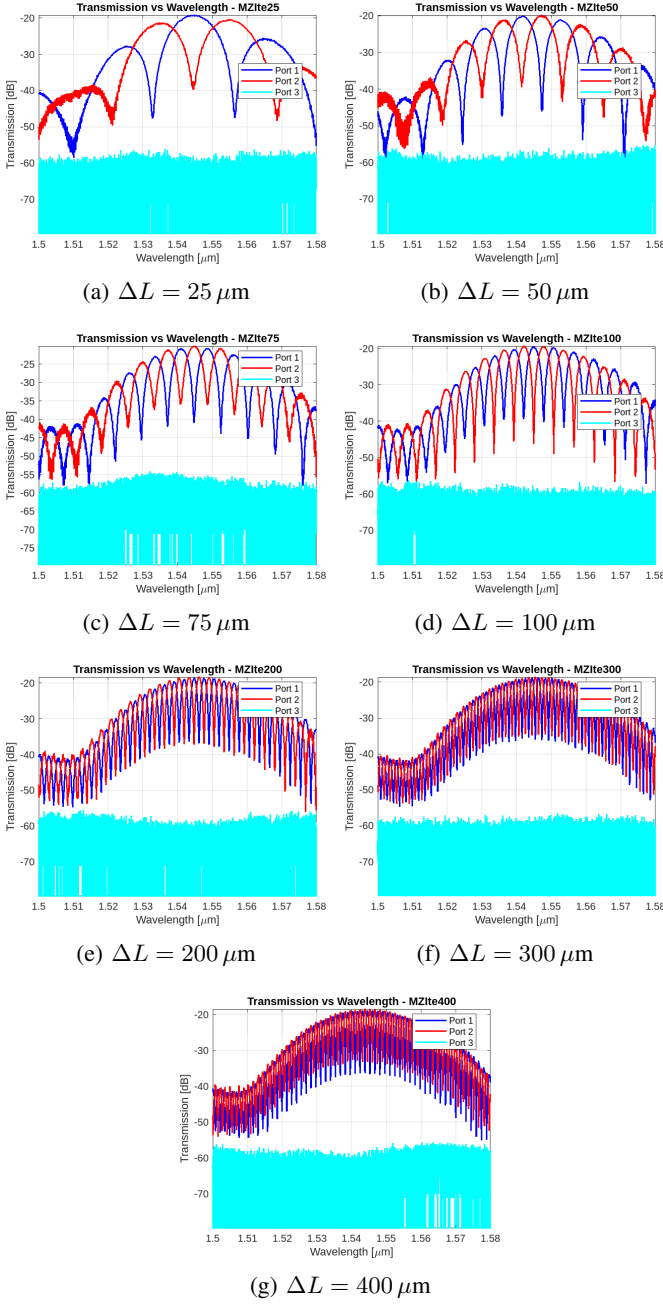 Transmission vs Wavelength - MZIte25
Transmission [dB]
-20
-30
-40
-50
-60
-70
Port 1
Port 2
Port 3
1.5 1.51 1.52 1.53 1.54 1.55 1.56 1.57 1.58
Wavelength [μm]
(a) ΔL = 25 μm
Transmission vs Wavelength - MZIte50
Transmission [dB]
-20
-30
-40
-50
-60
-70
Port 1
Port 2
Port 3
1.5 1.51 1.52 1.53 1.54 1.55 1.56 1.57 1.58
Wavelength [μm]
(b) ΔL = 50 μm
Transmission vs Wavelength - MZIte75
Transmission [dB]
-25
-30
-35
-40
-45
-50
-55
-60
-65
-70
-75
Port 1
Port 2
Port 3
1.5 1.51 1.52 1.53 1.54 1.55 1.56 1.57 1.58
Wavelength [μm]
(c) ΔL = 75 μm
Transmission vs Wavelength - MZIte100
Transmission [dB]
-20
-30
-40
-50
-60
-70
Port 1
Port 2
Port 3
1.5 1.51 1.52 1.53 1.54 1.55 1.56 1.57 1.58
Wavelength [μm]
(d) ΔL = 100 μm
Transmission vs Wavelength - MZIte200
Transmission [dB]
-20
-30
-40
-50
-60
-70
Port 1
Port 2
Port 3
1.5 1.51 1.52 1.53 1.54 1.55 1.56 1.57 1.58
Wavelength [μm]
(e) ΔL = 200 μm
Transmission vs Wavelength - MZIte300
Transmission [dB]
-20
-30
-40
-50
-60
-70
Port 1
Port 2
Port 3
1.5 1.51 1.52 1.53 1.54 1.55 1.56 1.57 1.58
Wavelength [μm]
(f) ΔL = 300 μm
Transmission vs Wavelength - MZIte400
Transmission [dB]
-20
-30
-40
-50
-60
-70
Port 1
Port 2
Port 3
1.5 1.51 1.52 1.53 1.54 1.55 1.56 1.57 1.58
Wavelength [μm]
(g) ΔL = 400 μm